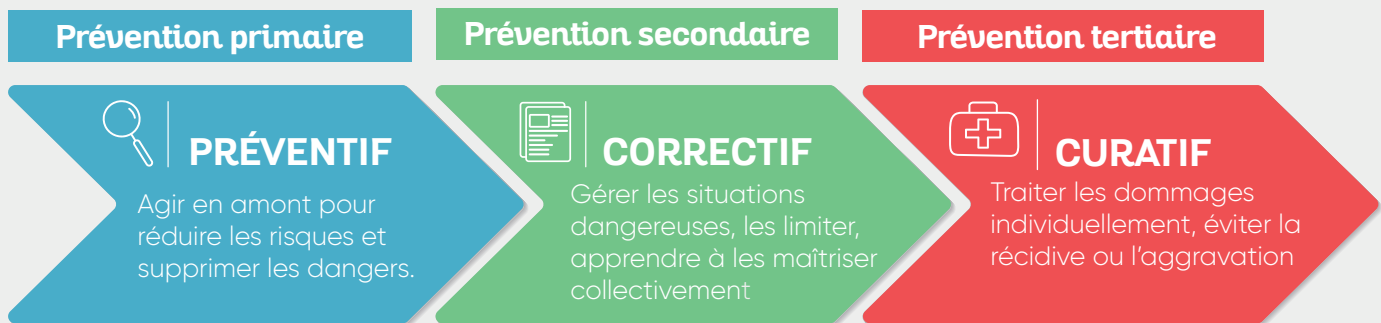 Prévention primaire
PRÉVENTIF
Agir en amont pour
réduire les risques et
supprimer les dangers.
Prévention secondaire
CORRECTIF
Gérer les situations
dangereuses, les limiter,
apprendre à les maîtriser
collectivement
Prévention tertiaire
CURATIF
Traiter les dommages
individuellement, éviter la
récidive ou l’aggravation